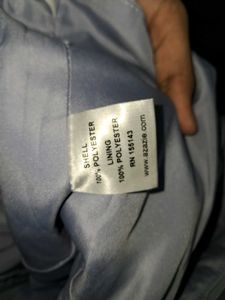 SHELL
100% POLYESTER
LINING
100% POLYESTER
RN 155143
www.azazie.com